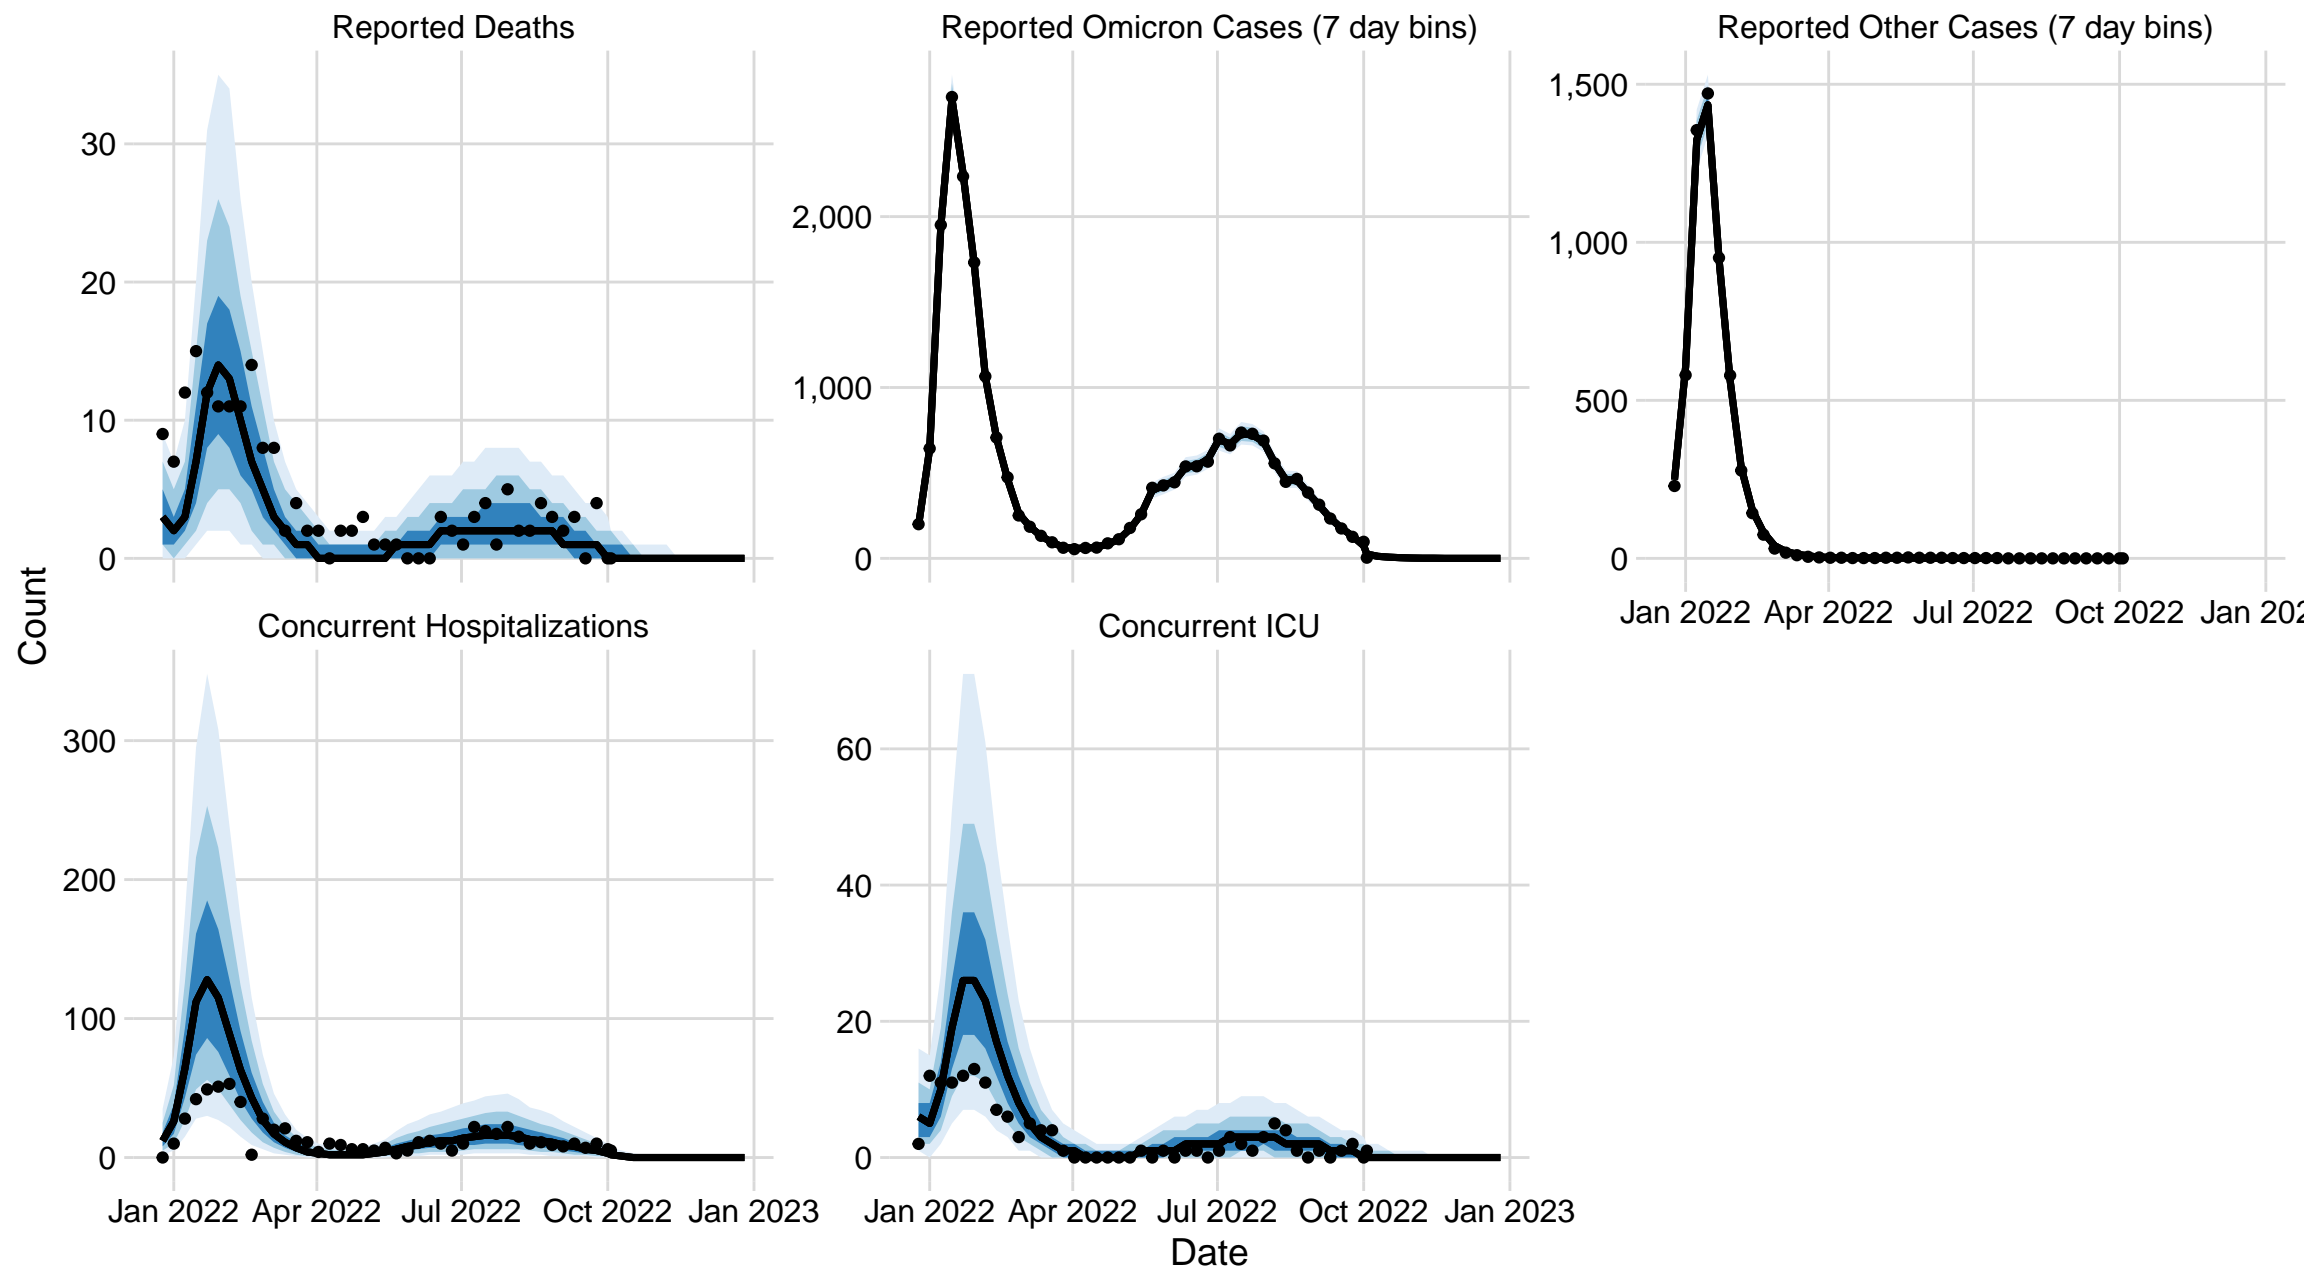 Reported Deaths
Reported Omicron Cases (7 day bins)
Reported Other Cases (7 day bins)
30
20
10
0
2,000
1,000
0
1,500
1,000
500
0
Jan 2022 Apr 2022 Jul 2022 Oct 2022 Jan 202
Count
Concurrent Hospitalizations
Concurrent ICU
300
200
100
0
60
40
20
0
Jan 2022 Apr 2022 Jul 2022 Oct 2022 Jan 2023
Jan 2022 Apr 2022 Jul 2022 Oct 2022 Jan 2023
Date